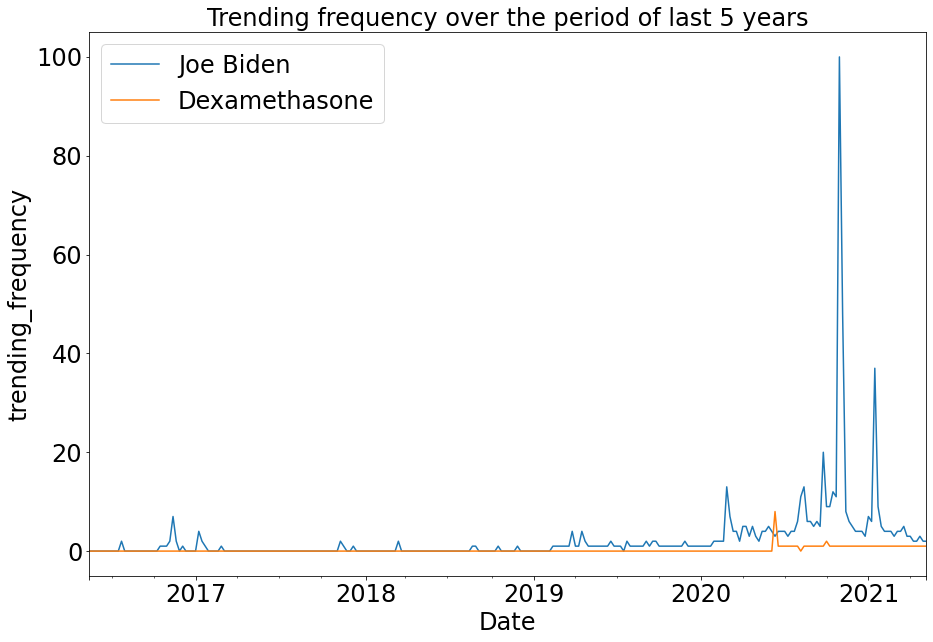 Trending frequency over the period of last 5 years
Joe Biden
Dexamethasone
trending_frequency
100
80
60
40
20
0
2017 2018 2019 2020 2021
Date